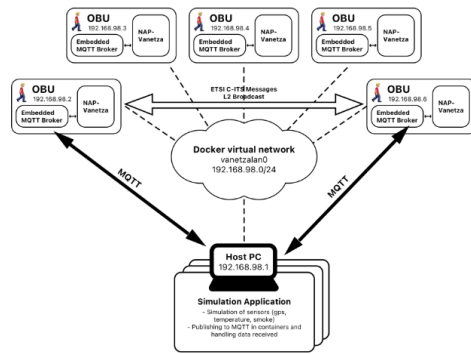 OBU
192.168.98.3
Embedded
MQTT Broker
NAP-
Vanetza
OBU
192.168.98.4
Embedded
MQTT Broker
NAP-
Vanetza
OBU
192.168.98.5
Embedded
MQTT Broker
NAP-
Vanetza
OBU
192.168.98.2
Embedded
MQTT Broker
NAP-
Vanetza
ETSI C-ITS Messages
L2 Broadcast
OBU
192.168.98.6
Embedded
MQTT Broker
NAP-
Vanetza
Docker virtual network
vanetzalan0
192.168.98.0/24
MQTT
MQTT
Host PC
192.168.98.1
Simulation Application
- Simulation of sensors (gps,
temperature, smoke)
- Publishing to MQTT in containers and
handling data received